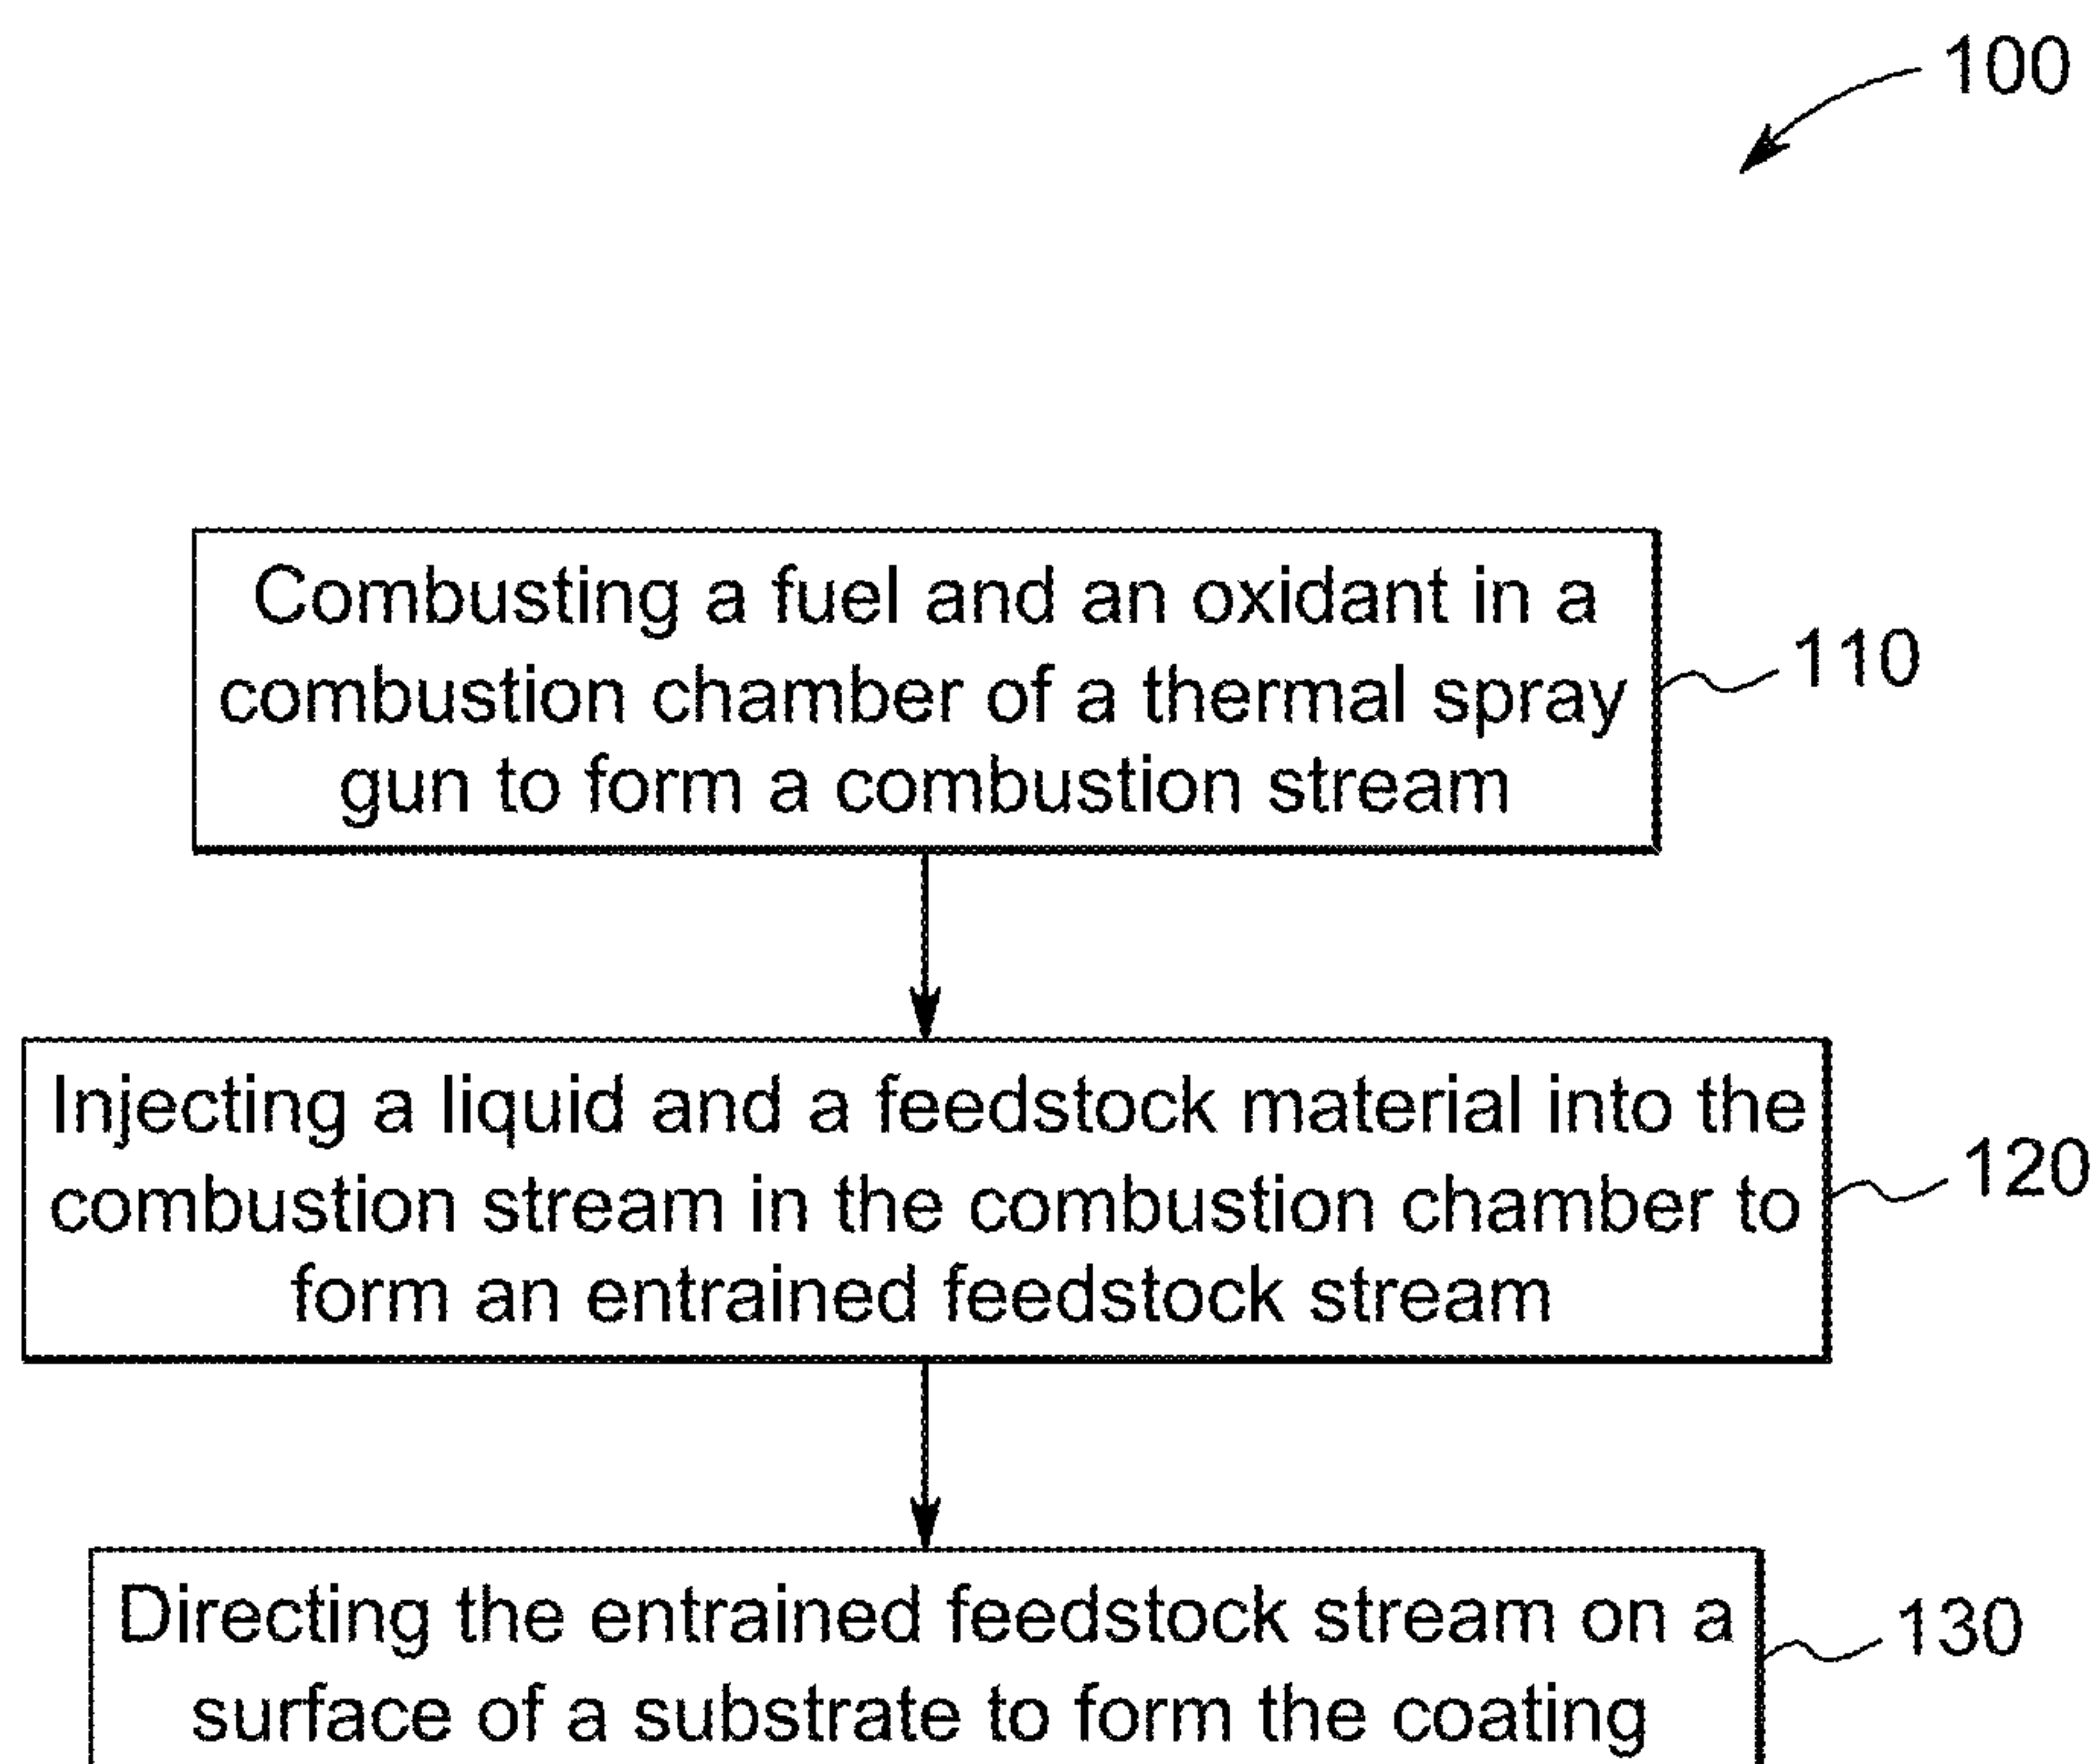 100
Combusting a fuel and an oxidant in a
combustion chamber of a thermal spray
gun to form a combustion stream
110
Injecting a liquid and a feedstock material into the
combustion stream in the combustion chamber to
form an entrained feedstock stream
120
Directing the entrained feedstock stream on a
surface of a substrate to form the coating
130